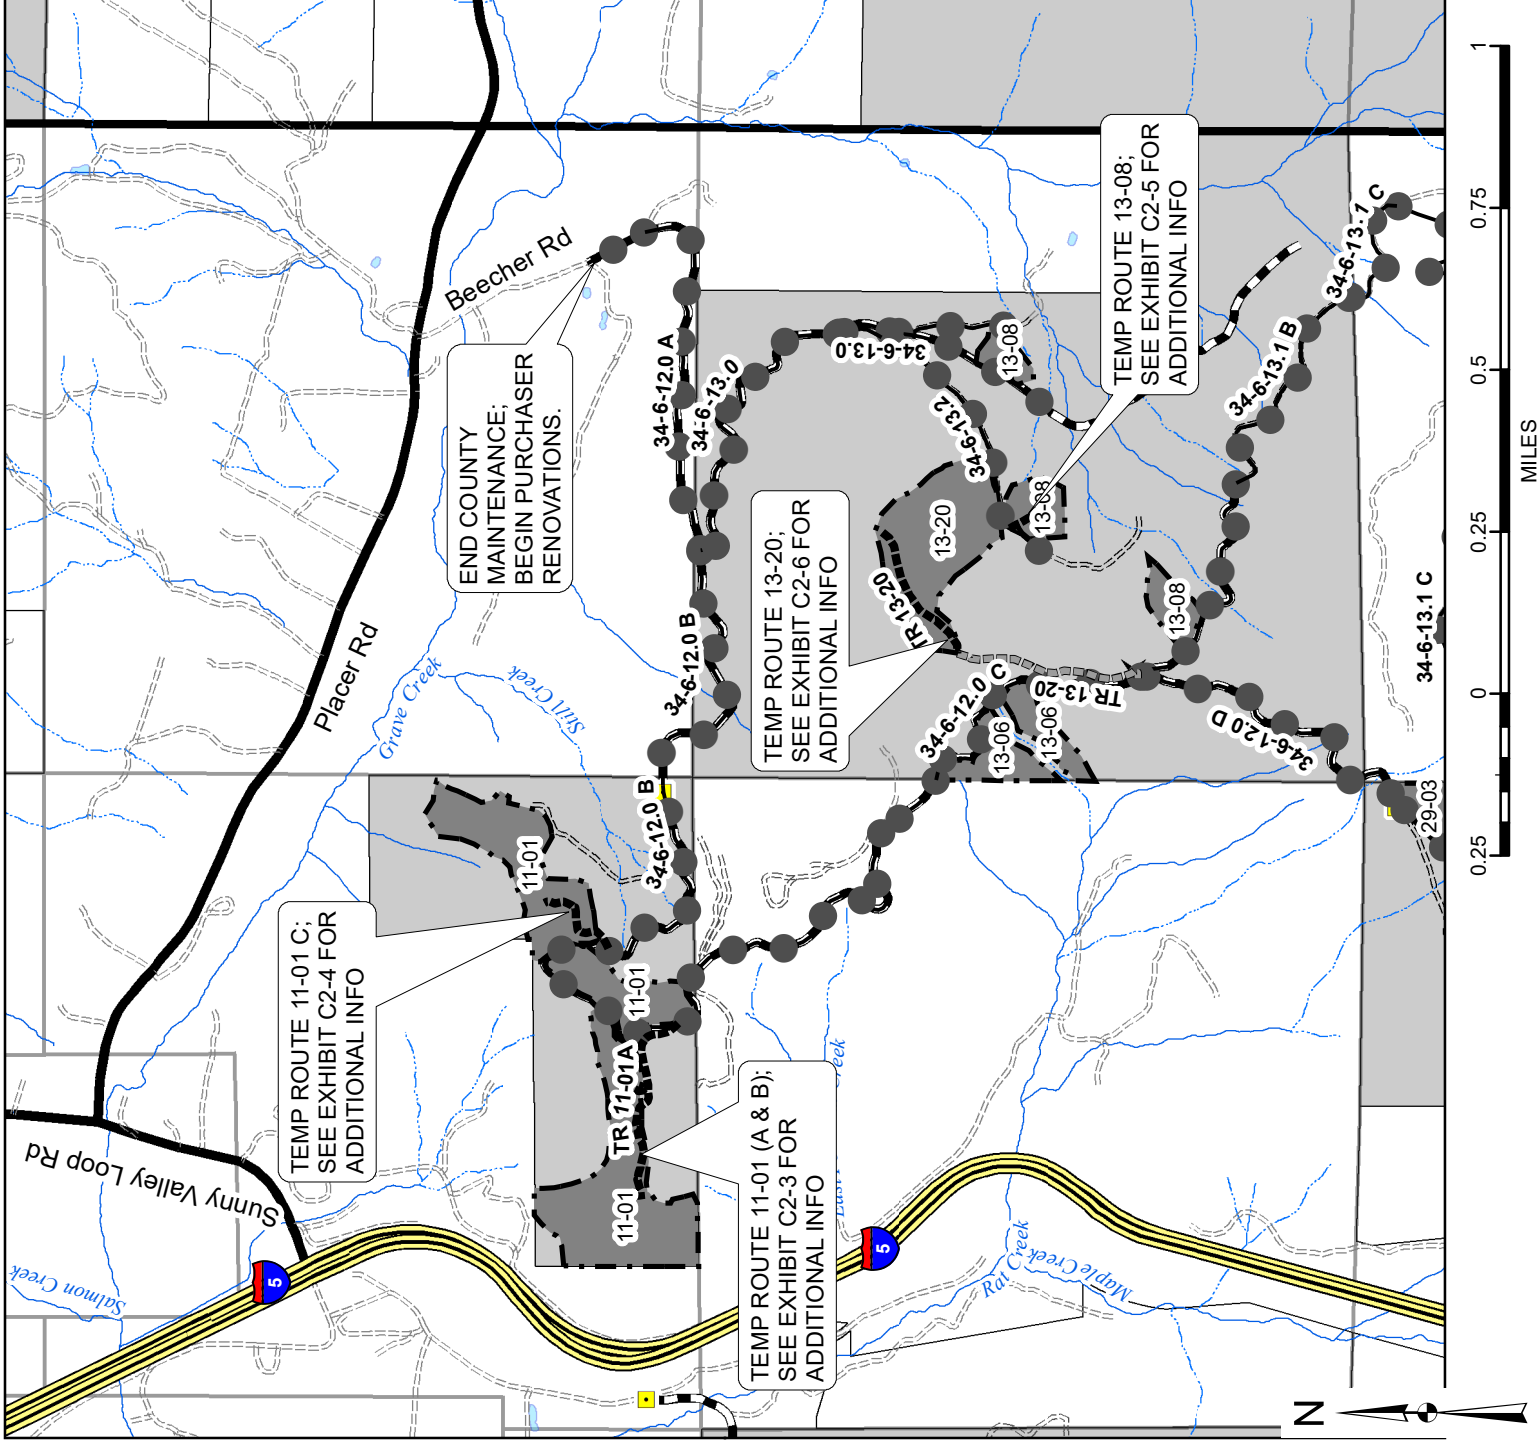 Placer Rd
Beecher Rd
Sunny Valley Loop Rd
Grave Creek
Still Creek
Salmon Creek
Rat Creek
Maple Creek
Creek
5
5
END COUNTY
MAINTENANCE;
BEGIN PURCHASER
RENOVATIONS.
TEMP ROUTE 11-01 C;
SEE EXHIBIT C2-4 FOR
ADDITIONAL INFO
TEMP ROUTE 11-01 (A & B);
SEE EXHIBIT C2-3 FOR
ADDITIONAL INFO
TEMP ROUTE 13-20;
SEE EXHIBIT C2-6 FOR
ADDITIONAL INFO
TEMP ROUTE 13-08;
SEE EXHIBIT C2-5 FOR
ADDITIONAL INFO
34-6-12.0 A
34-6-13.0
34-6-12.0 B
34-6-12.0 B
34-6-13.0
34-6-13.2
34-6-12.0 C
34-6-12.0 D
34-6-13.1 B
34-6-13.1 C
34-6-13.1 C
TR 11-01A
TR 13-20
TR 13-20
11-01
11-01
11-01
13-20
13-08
13-08
13-08
13-06
13-06
29-03
0.25
0
0.25
0.5
0.75
1
MILES
N